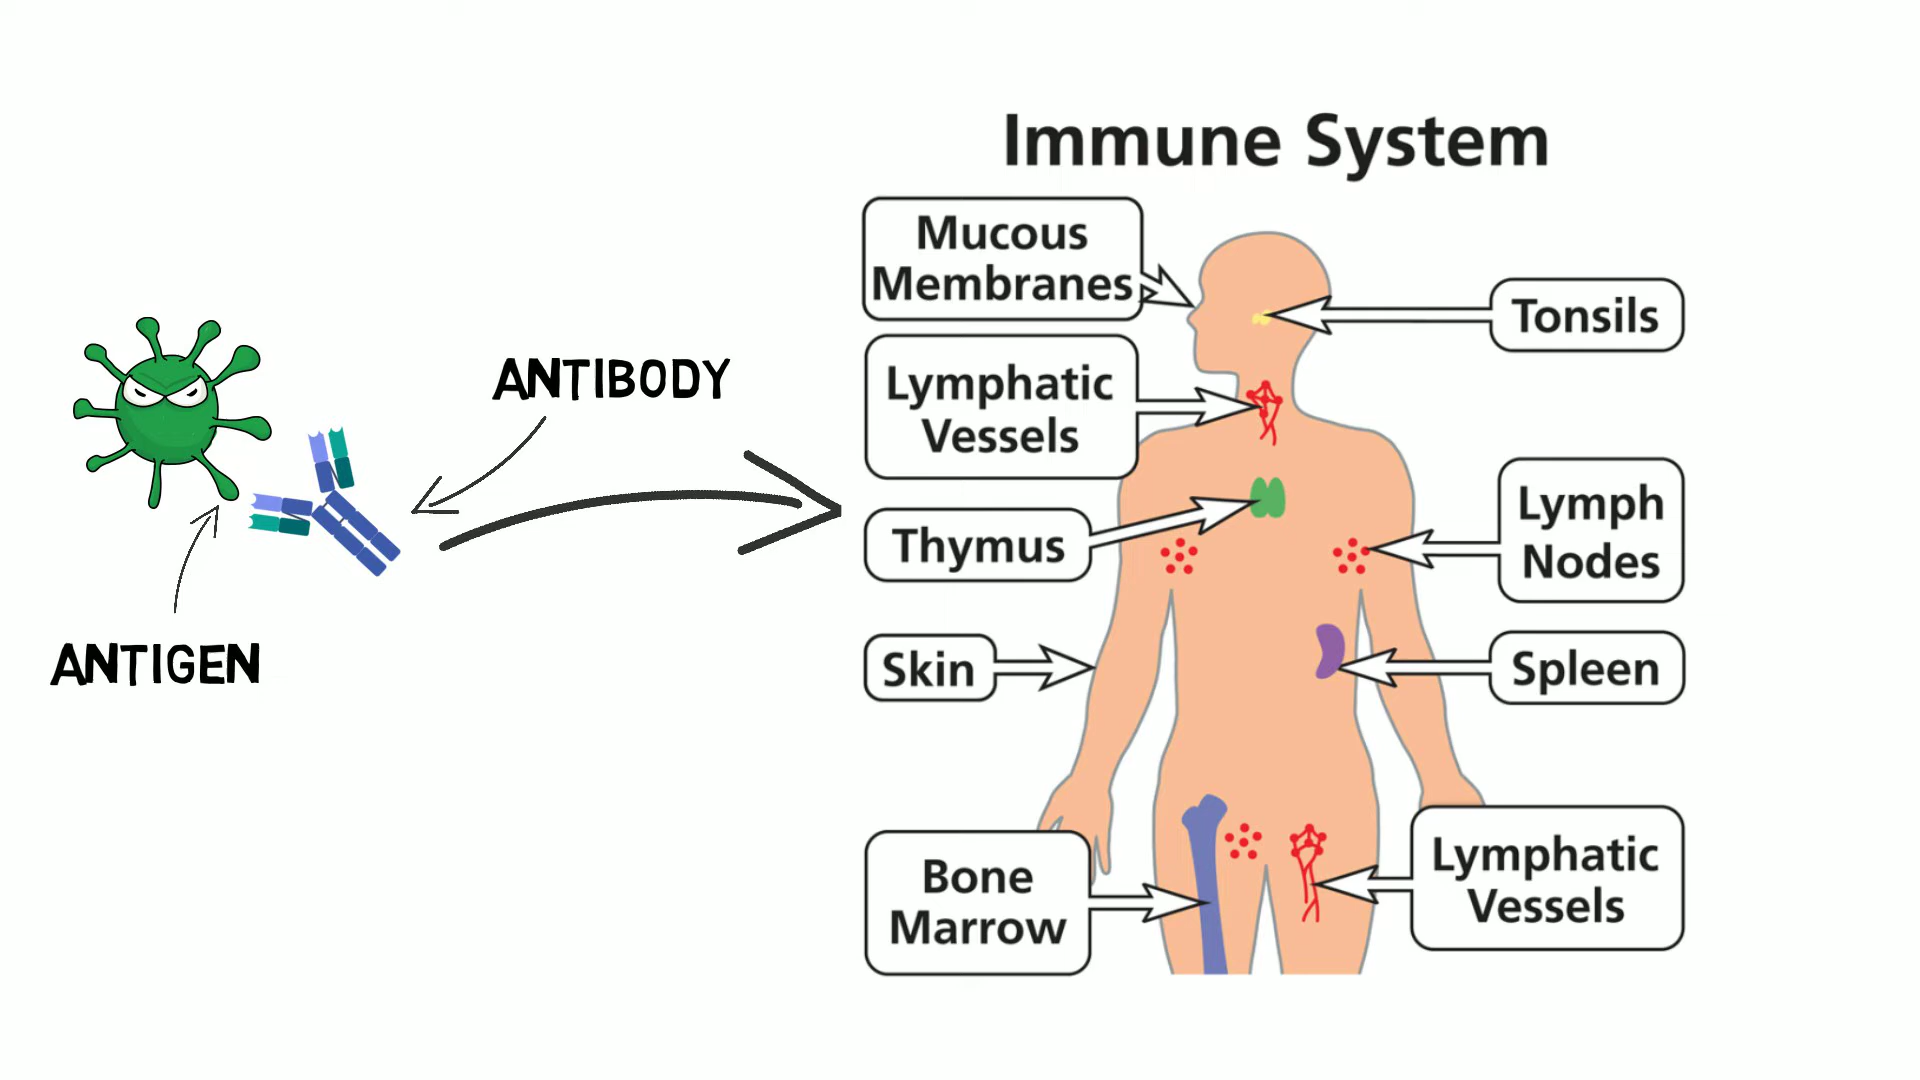 Immune System
Mucous
Membranes
Tonsils
Lymphatic
Vessels
ANTIBODY
Lymph
Nodes
Thymus
ANTIGEN
Skin
Spleen
Bone
Marrow
Lymphatic
Vessels